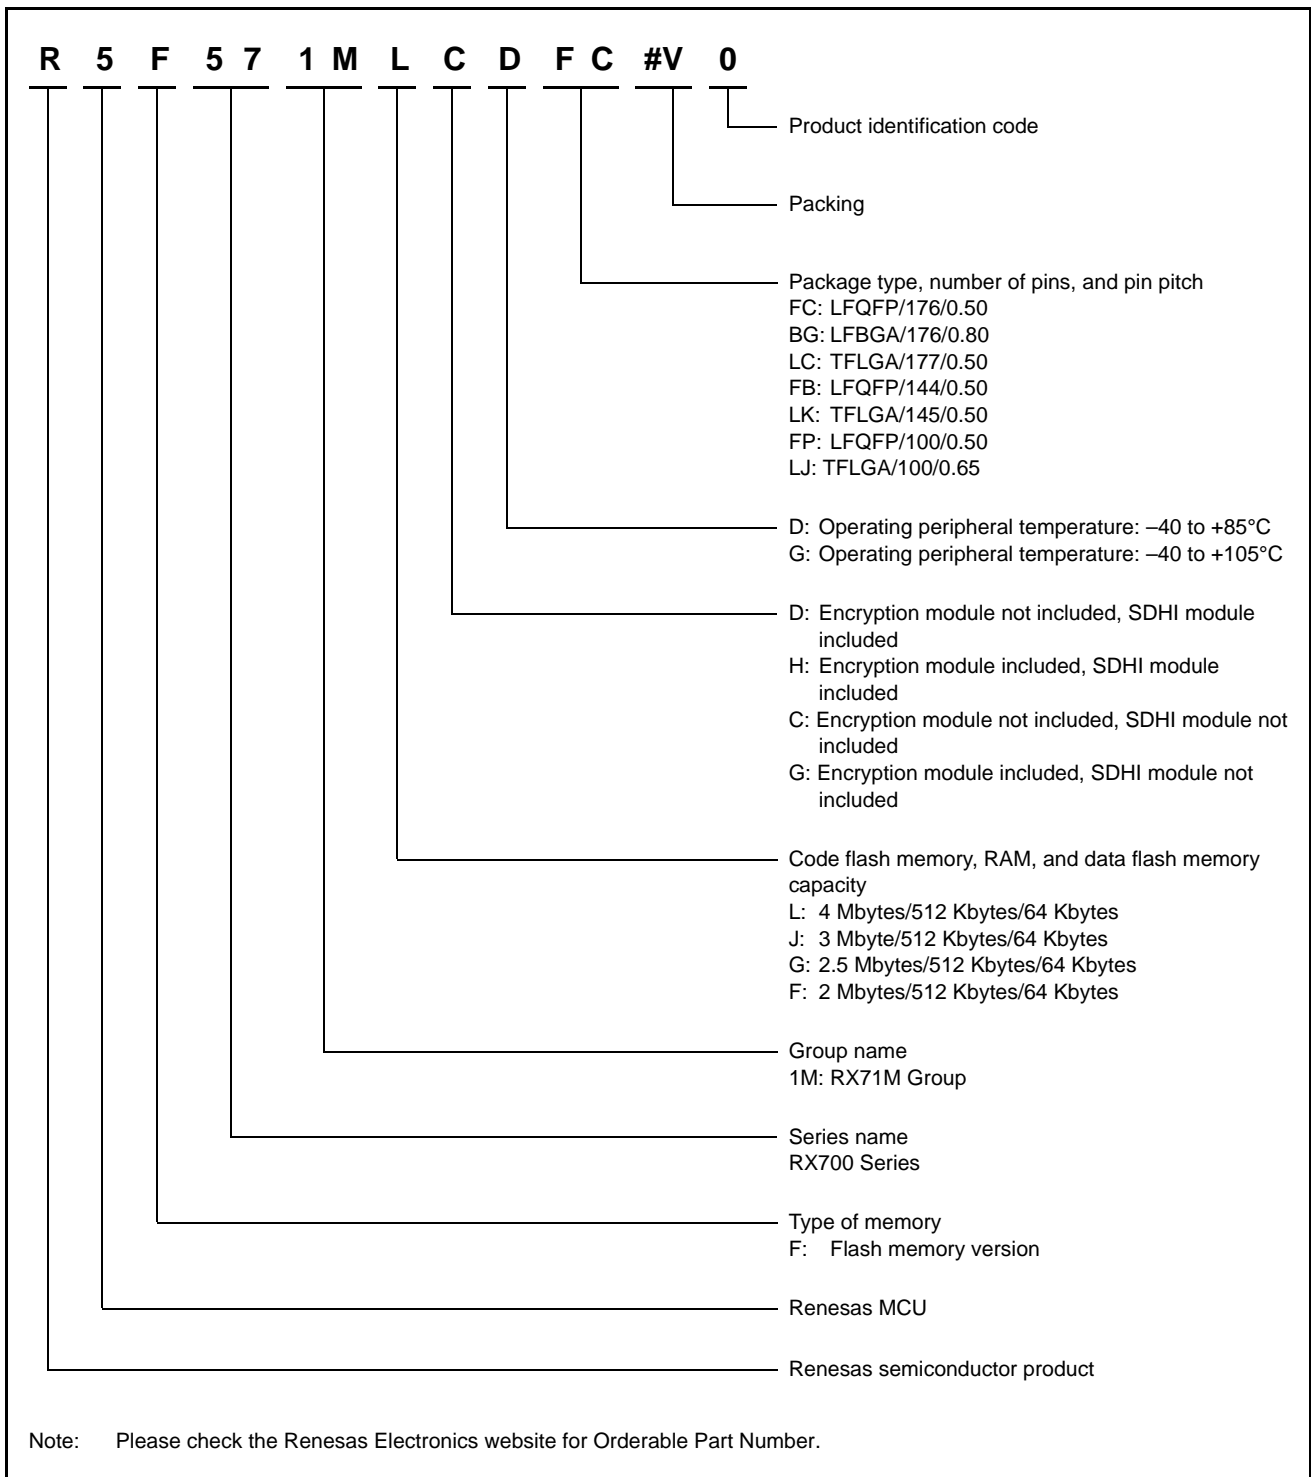 R 5 F 5 7 1 M L C D F C #V 0
Product identification code
Packing
Package type, number of pins, and pin pitch
FC: LFQFP/176/0.50
BG: LFBGA/176/0.80
LC: TFLGA/177/0.50
FB: LFQFP/144/0.50
LK: TFLGA/145/0.50
FP: LFQFP/100/0.50
LJ: TFLGA/100/0.65
D: Operating peripheral temperature: –40 to +85°C
G: Operating peripheral temperature: –40 to +105°C
D: Encryption module not included, SDHI module
included
H: Encryption module included, SDHI module
included
C: Encryption module not included, SDHI module not
included
G: Encryption module included, SDHI module not
included
Code flash memory, RAM, and data flash memory
capacity
L: 4 Mbytes/512 Kbytes/64 Kbytes
J: 3 Mbyte/512 Kbytes/64 Kbytes
G: 2.5 Mbytes/512 Kbytes/64 Kbytes
F: 2 Mbytes/512 Kbytes/64 Kbytes
Group name
1M: RX71M Group
Series name
RX700 Series
Type of memory
F: Flash memory version
Renesas MCU
Renesas semiconductor product
Note: Please check the Renesas Electronics website for Orderable Part Number.